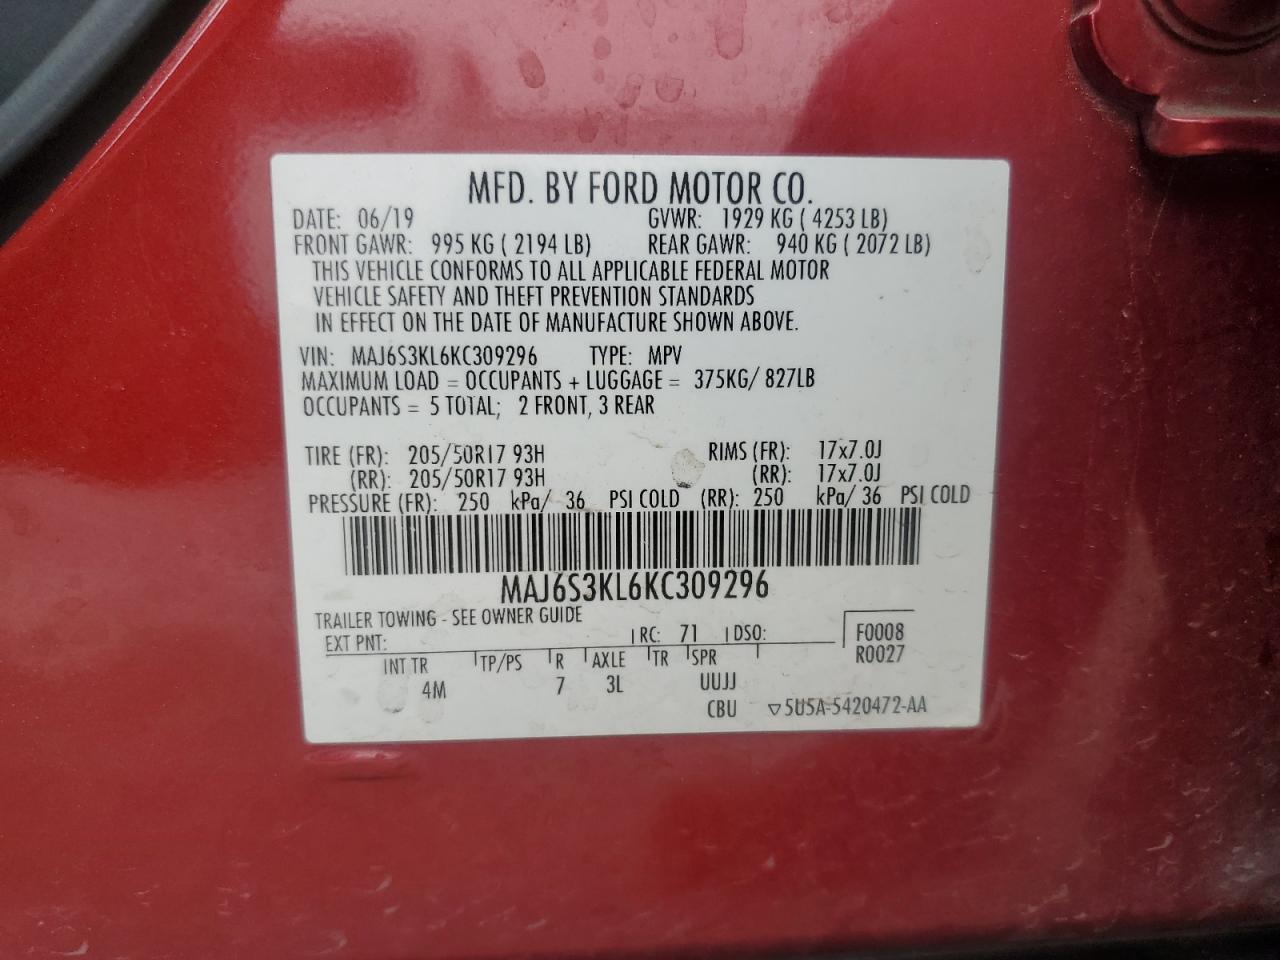 MFD. BY FORD MOTOR CO.
DATE: 06/19 GVWR: 1929 KG ( 4253 LB)
FRONT GAWR: 995 KG ( 2194 LB) REAR GAWR: 940 KG ( 2072 LB)
THIS VEHICLE CONFORMS TO ALL APPLICABLE FEDERAL MOTOR
VEHICLE SAFETY AND THEFT PREVENTION STANDARDS
IN EFFECT ON THE DATE OF MANUFACTURE SHOWN ABOVE.
VIN: MAJ6S3KL6KC309296 TYPE: MPV
MAXIMUM LOAD = OCCUPANTS + LUGGAGE = 375KG/ 827LB
OCCUPANTS = 5 TOTAL; 2 FRONT, 3 REAR
TIRE (FR): 205/50R17 93H RIMS (FR): 17x7.0J
(RR): 205/50R17 93H (RR): 17x7.0J
PRESSURE (FR): 250 kPa/ 36 PSI COLD (RR): 250 kPa/ 36 PSI COLD
MAJ6S3KL6KC309296
TRAILER TOWING - SEE OWNER GUIDE
EXT PNT: RC: 71 DSO: F0008
R0027
INT TR TP/PS R AXLE TR SPR
4M 7 3L UUJJ
CBU ▽5U5A-5420472-AA